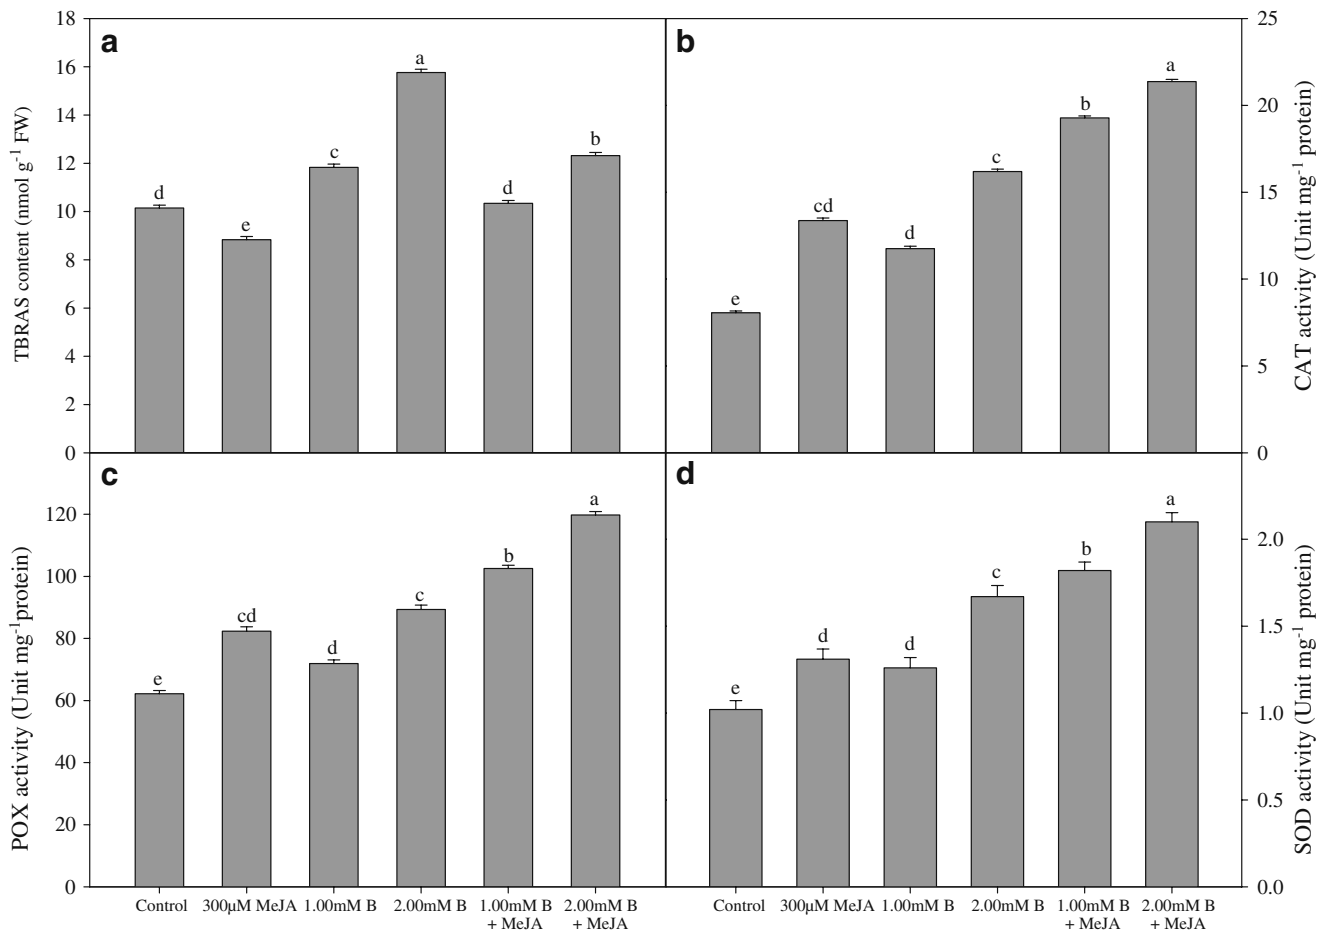 a
TBRAS content (nmol g⁻¹ FW)
18
16
14
12
10
8
6
4
2
0
d
e
c
a
d
b
b
CAT activity (Unit mg⁻¹ protein)
25
20
15
10
5
0
e
cd
d
c
b
a
c
POX activity (Unit mg⁻¹protein)
120
100
80
60
40
20
0
e
cd
d
c
b
a
Control
300µM MeJA
1.00mM B
2.00mM B
1.00mM B
+ MeJA
2.00mM B
+ MeJA
d
SOD activity (Unit mg⁻¹ protein)
2.0
1.5
1.0
0.5
0.0
e
d
d
c
b
a
Control
300µM MeJA
1.00mM B
2.00mM B
1.00mM B
+ MeJA
2.00mM B
+ MeJA